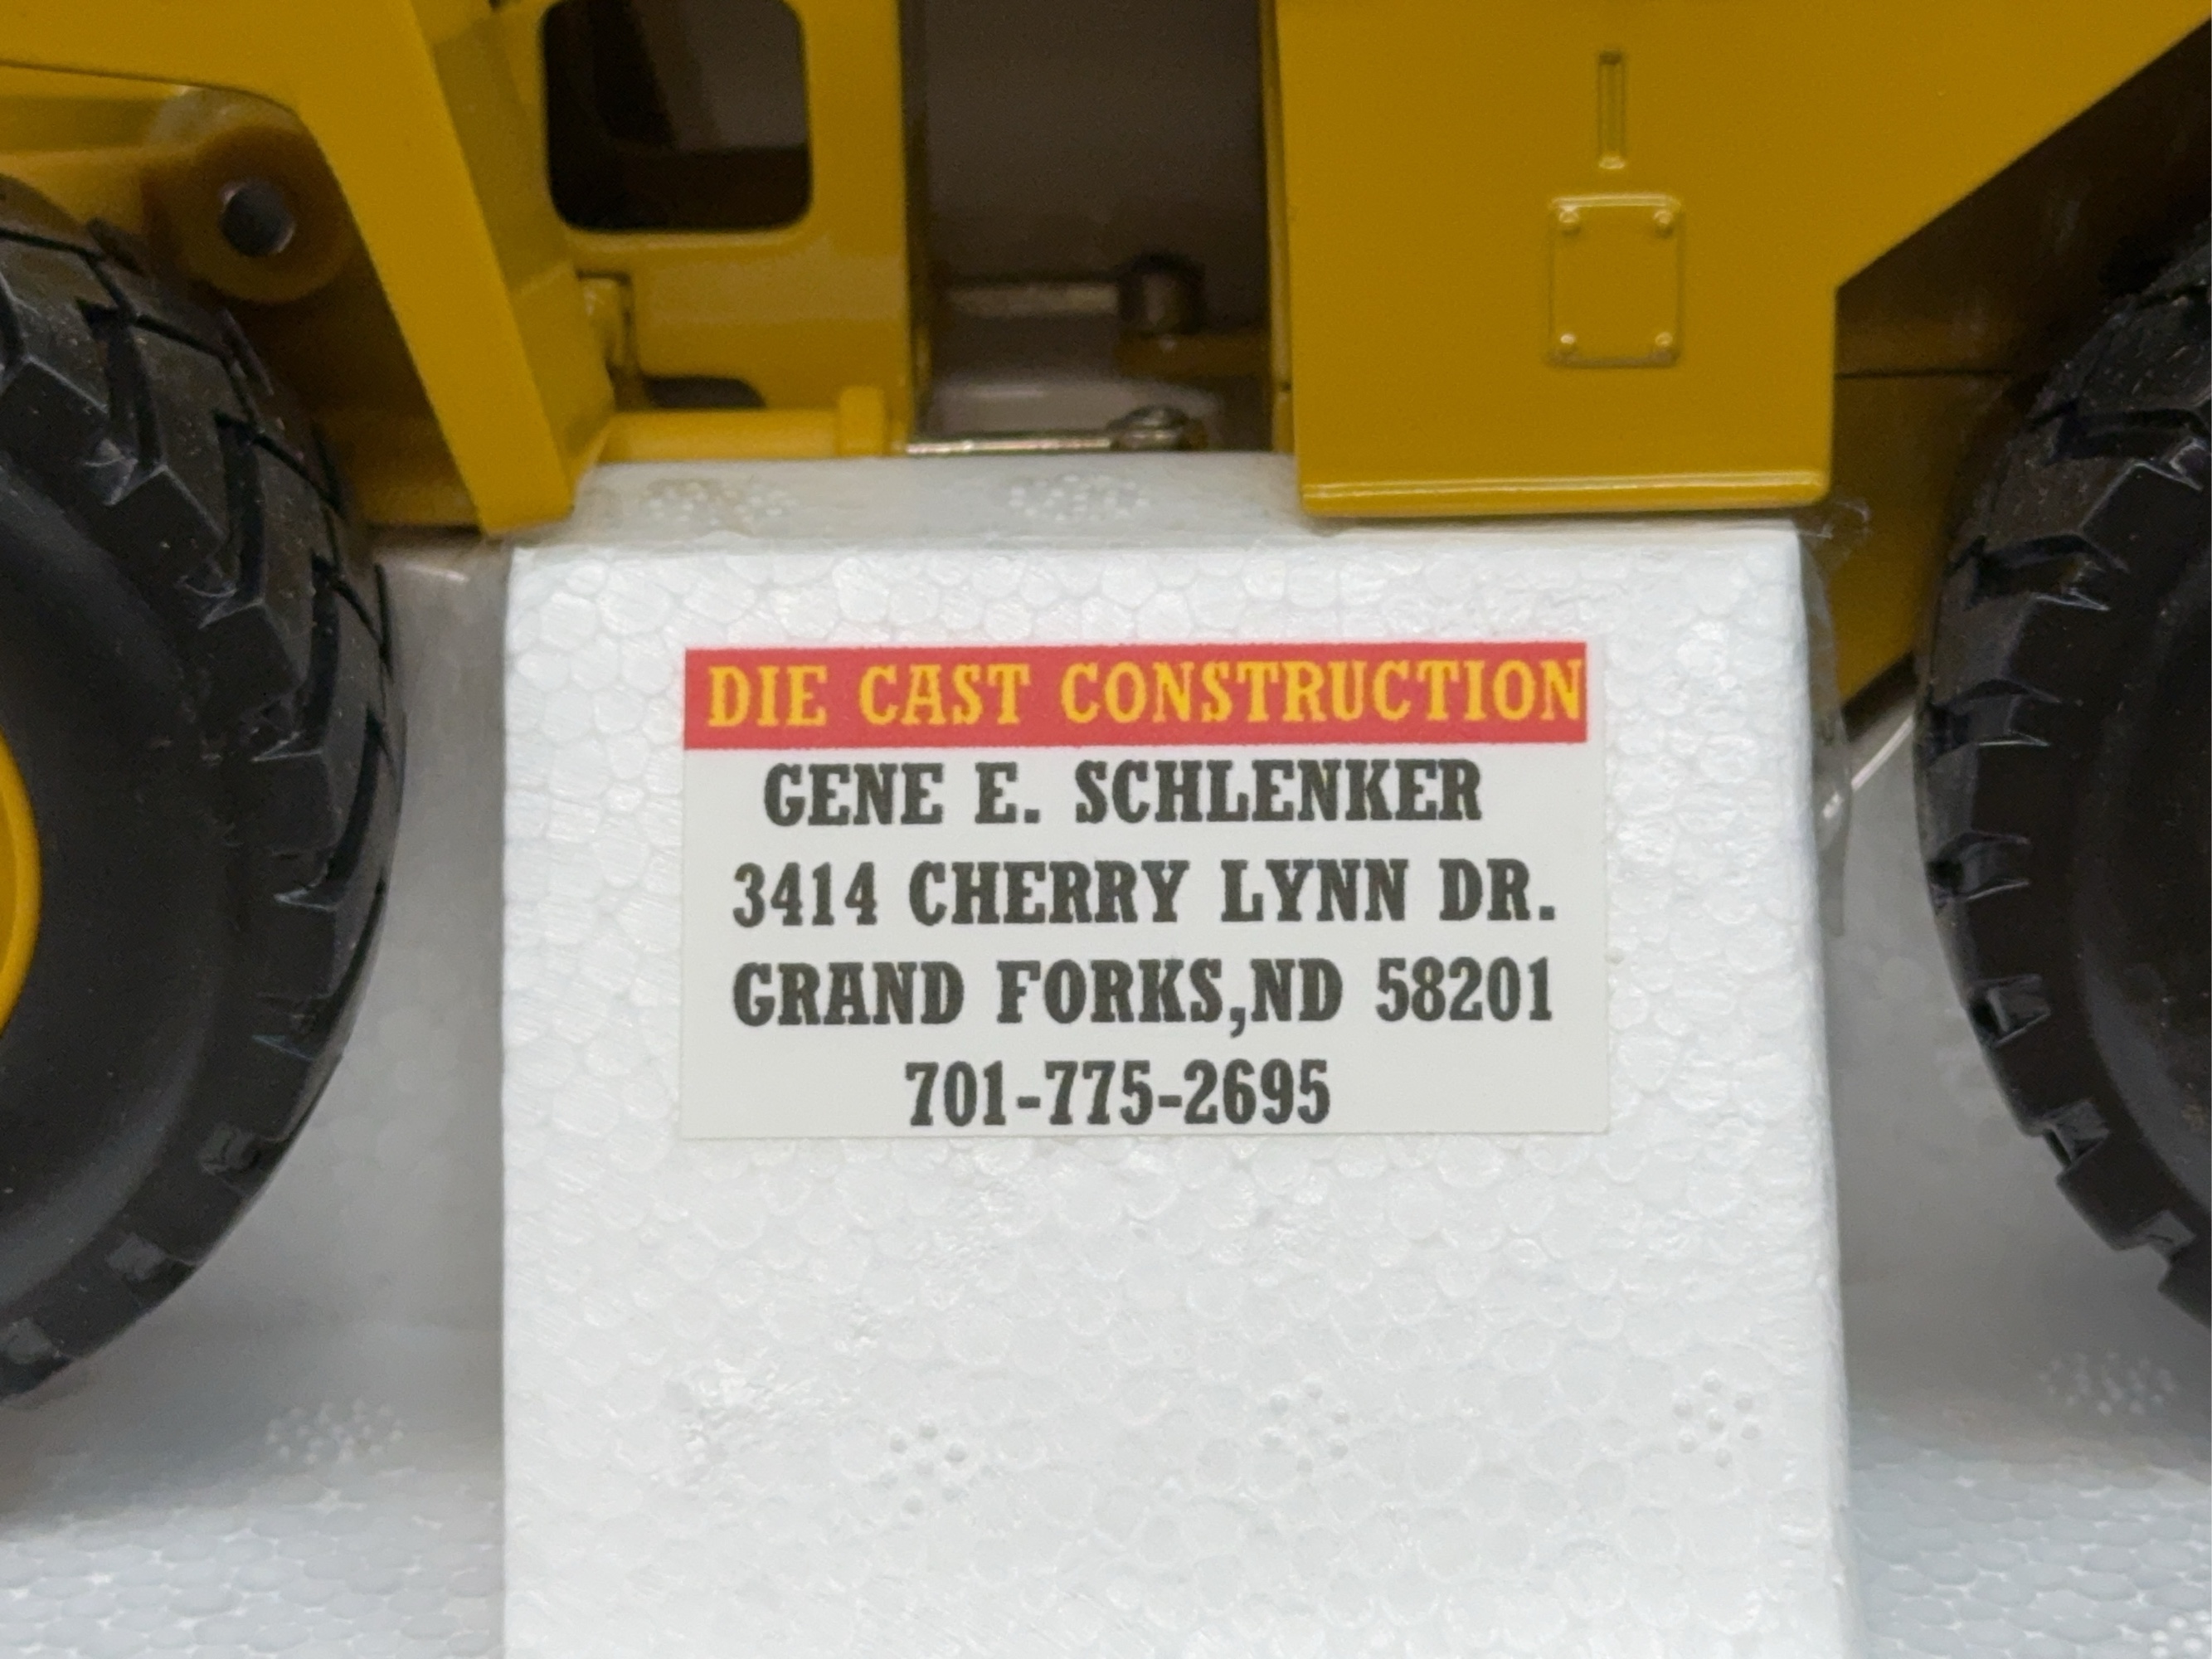 DIE CAST CONSTRUCTION
GENE E. SCHLENKER
3414 CHERRY LYNN DR.
GRAND FORKS,ND 58201
701-775-2695